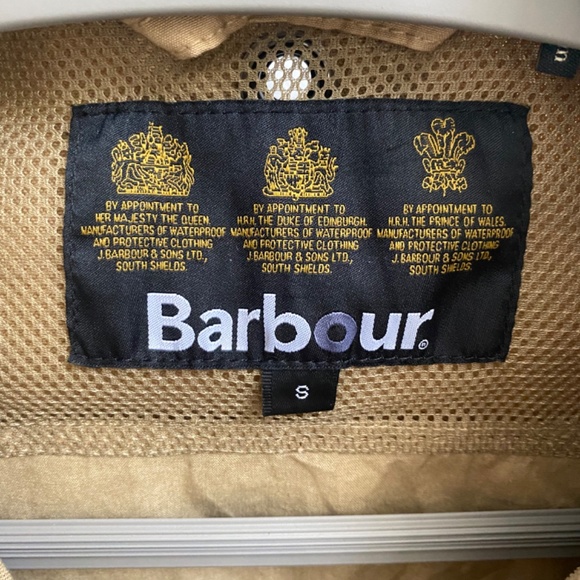 BY APPOINTMENT TO
HER MAJESTY THE QUEEN.
MANUFACTURERS OF WATERPROOF
AND PROTECTIVE CLOTHING
J.BARBOUR & SONS LTD.,
SOUTH SHIELDS.
BY APPOINTMENT TO
H.R.H. THE DUKE OF EDINBURGH.
MANUFACTURERS OF WATERPROOF
AND PROTECTIVE CLOTHING
J.BARBOUR & SONS LTD.,
SOUTH SHIELDS.
BY APPOINTMENT TO
H.R.H. THE PRINCE OF WALES.
MANUFACTURERS OF WATERPROOF
AND PROTECTIVE CLOTHING
J.BARBOUR & SONS LTD.,
SOUTH SHIELDS.
Barbour®
S